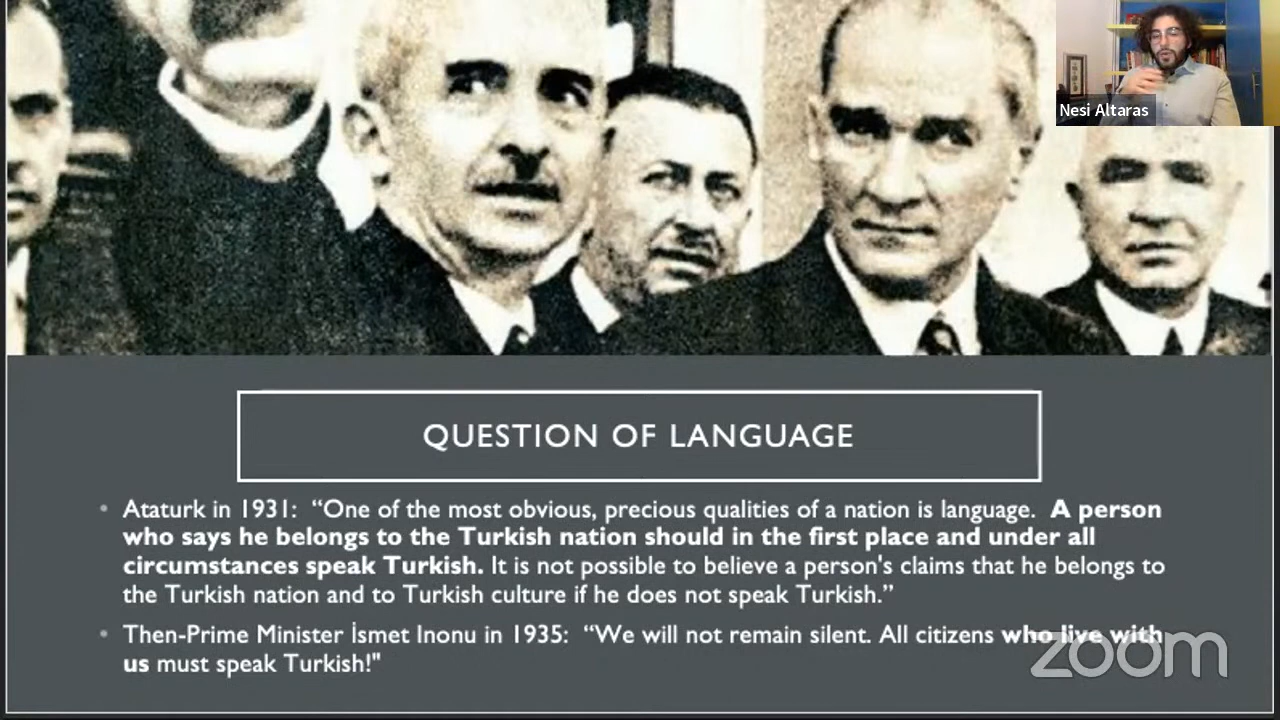 Nesi Altaras
QUESTION OF LANGUAGE
• Ataturk in 1931: “One of the most obvious, precious qualities of a nation is language. A person
who says he belongs to the Turkish nation should in the first place and under all
circumstances speak Turkish. It is not possible to believe a person's claims that he belongs to
the Turkish nation and to Turkish culture if he does not speak Turkish.”
• Then-Prime Minister İsmet Inonu in 1935: “We will not remain silent. All citizens who live with
us must speak Turkish!"
zoom